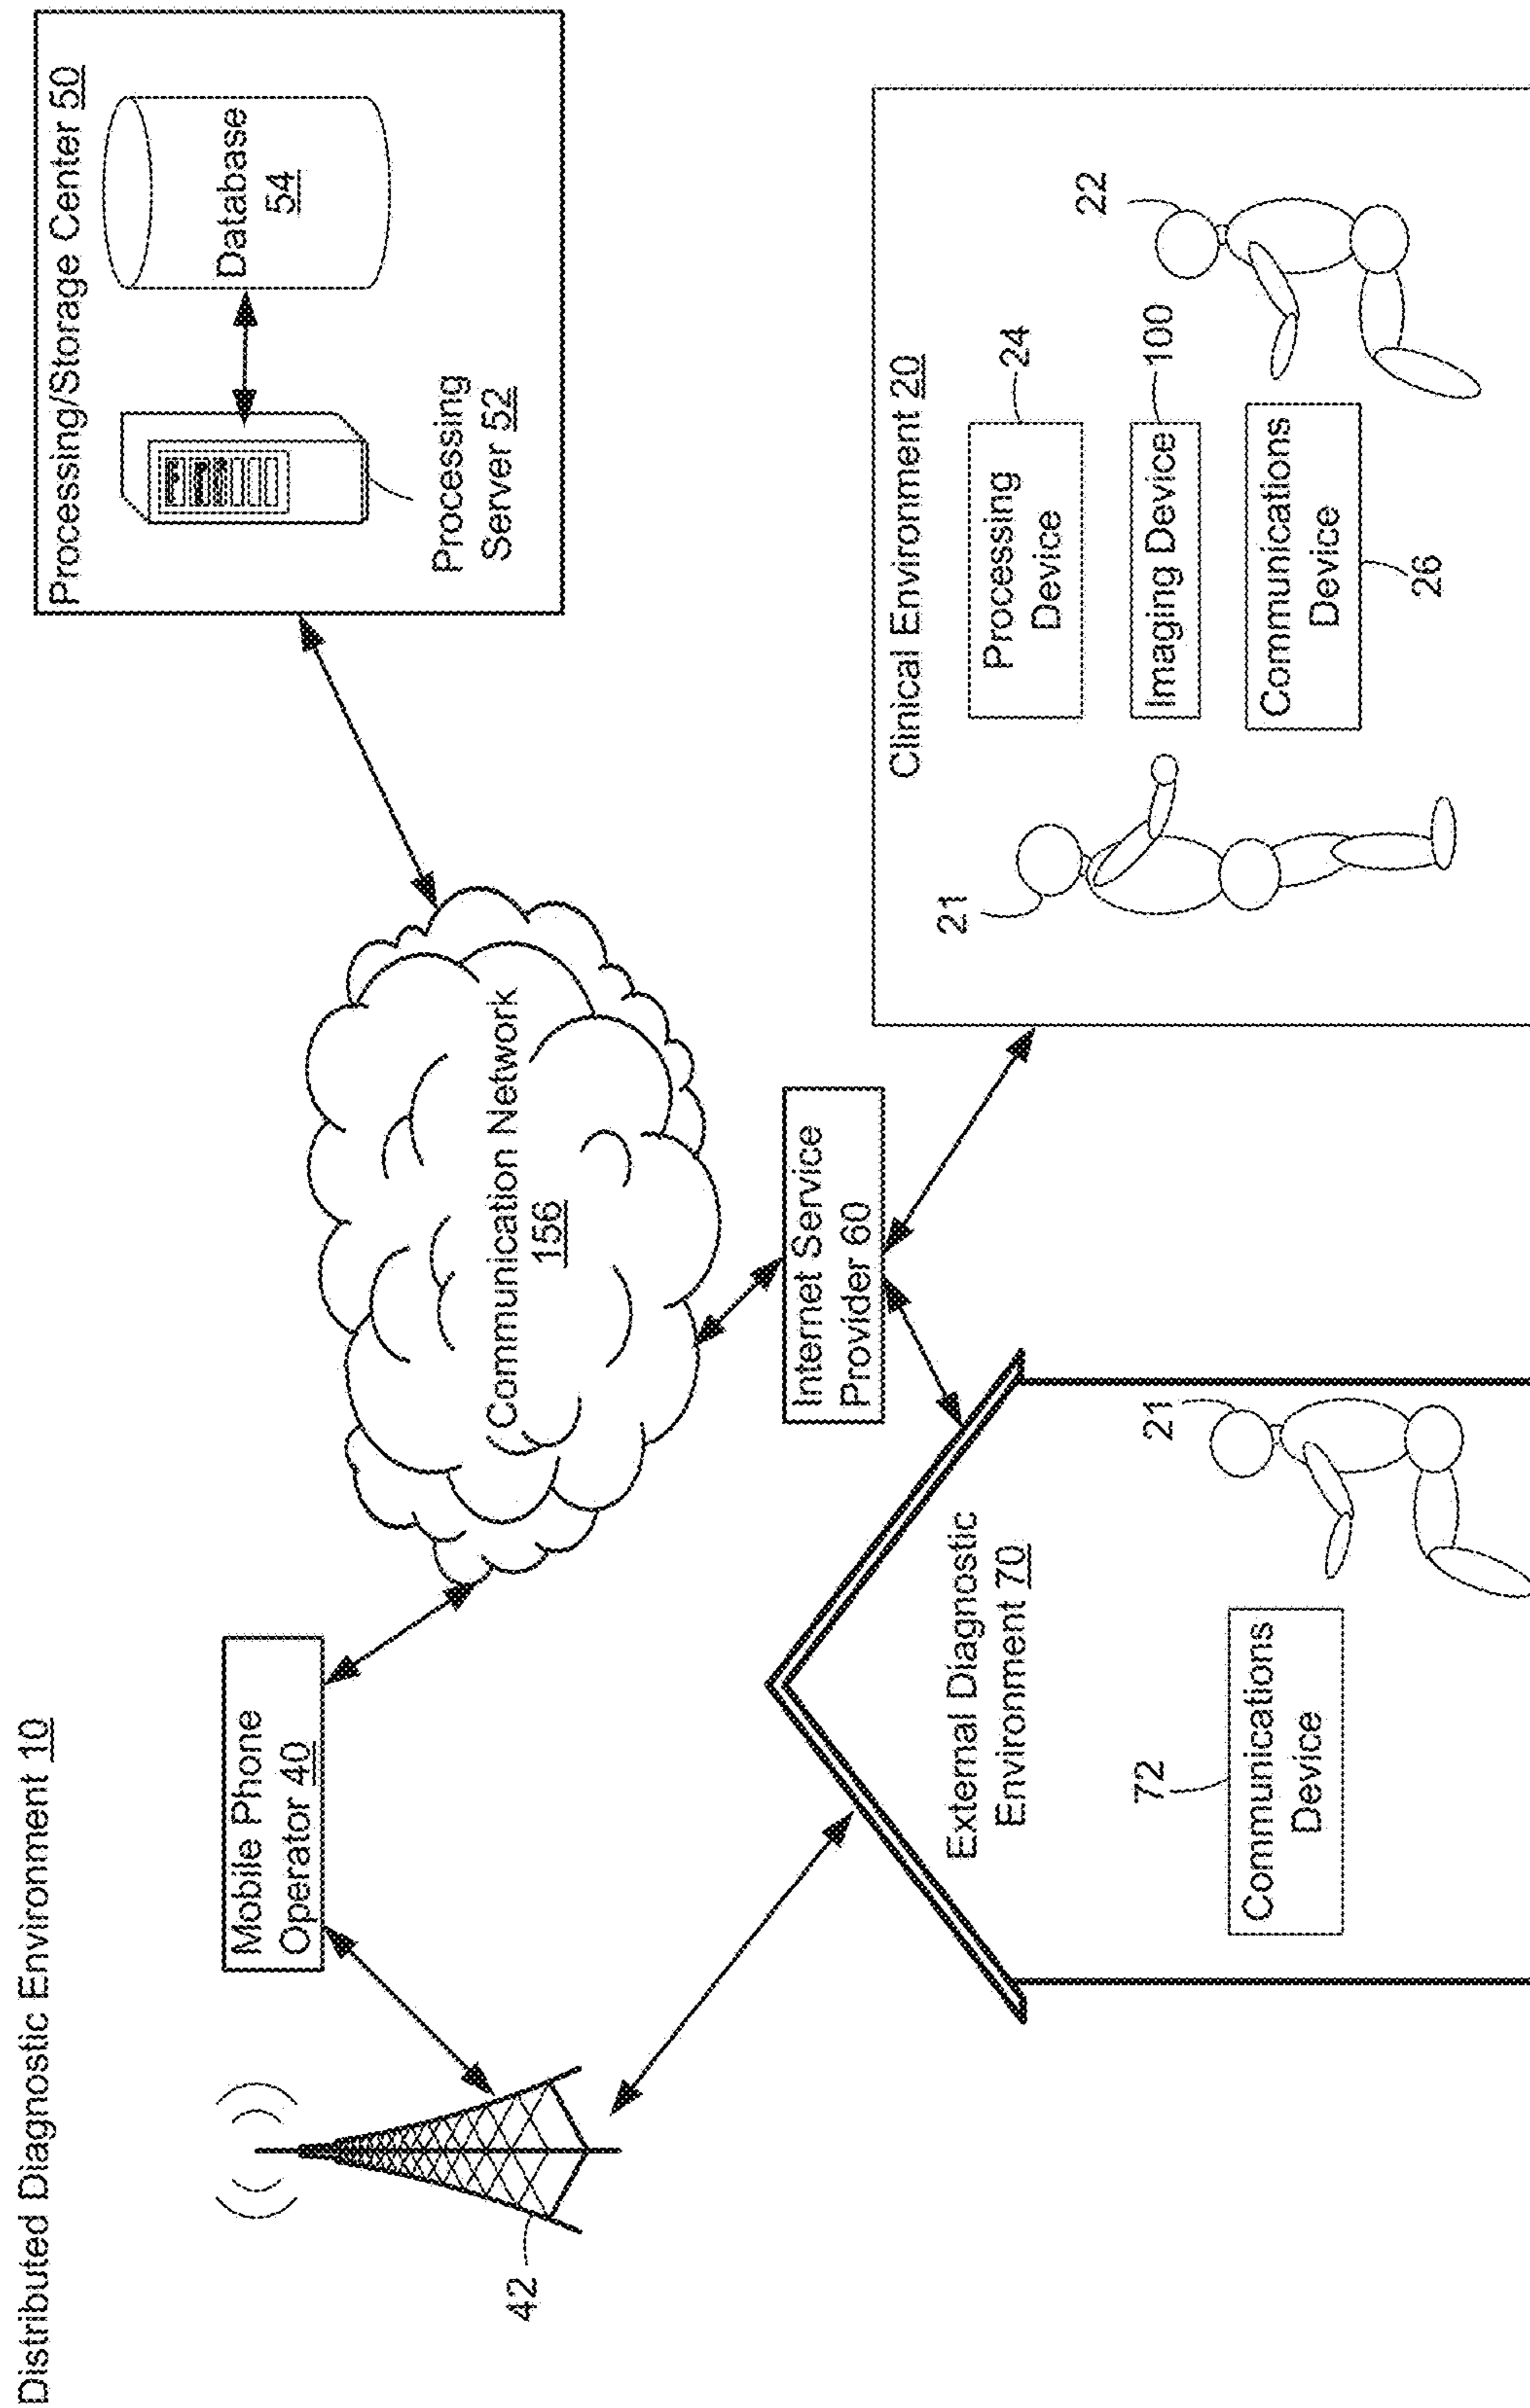 Distributed Diagnostic Environment 10
42
Mobile Phone
Operator 40
Communication Network
156
Processing/Storage Center 50
Database
54
Processing
Server 52
Internet Service
Provider 60
External Diagnostic
Environment 70
72
Communications
Device
21
Clinical Environment 20
21
Processing
Device
24
Imaging Device
100
Communications
Device
26
22